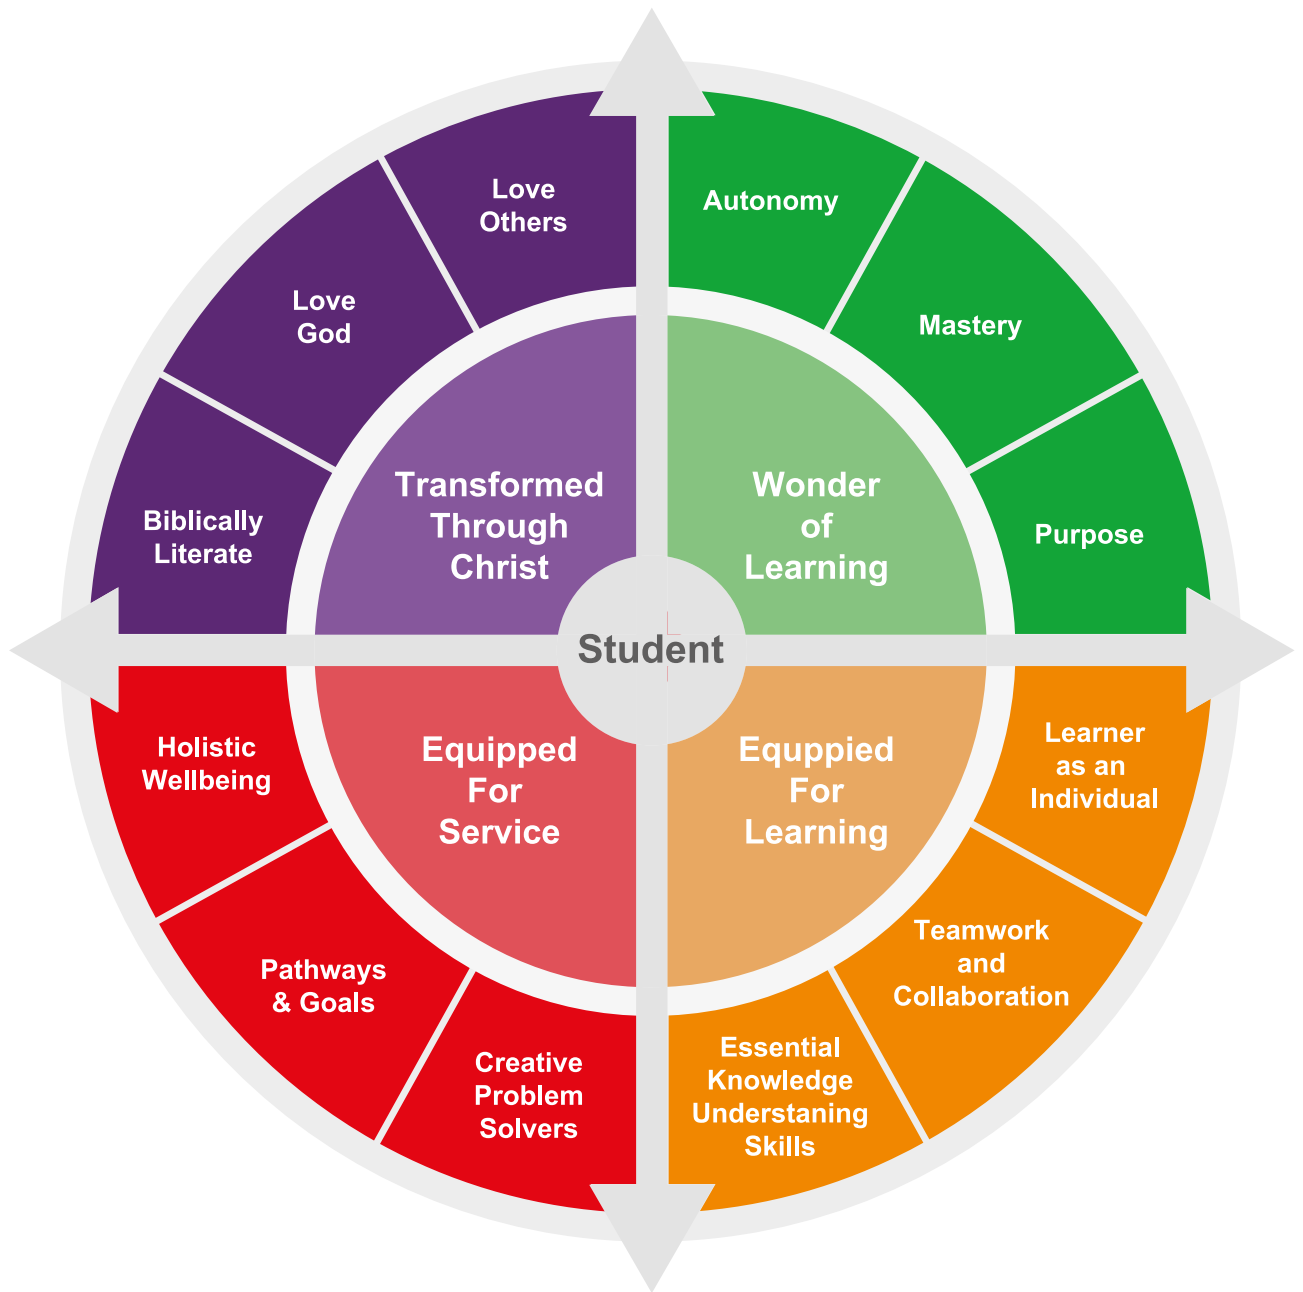 Love
Others
Autonomy
Love
God
Mastery
Biblically
Literate
Transformed
Through
Christ
Wonder
of
Learning
Purpose
Student
Holistic
Wellbeing
Equipped
For
Service
Equppied
For
Learning
Learner
as an
Individual
Pathways
& Goals
Teamwork
and
Collaboration
Creative
Problem
Solvers
Essential
Knowledge
Understaning
Skills